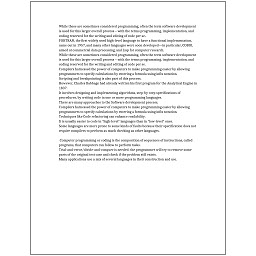 While these are sometimes considered programming, often the term software development
is used for this larger overall process – with the terms programming, implementation, and
coding reserved for the writing and editing of code per se.
FORTRAN, the first widely used high-level language to have a functional implementation,
came out in 1957, and many other languages were soon developed—in particular, COBOL
aimed at commercial data processing, and Lisp for computer research.
While these are sometimes considered programming, often the term software development
is used for this larger overall process – with the terms programming, implementation, and
coding reserved for the writing and editing of code per se.
Compilers harnessed the power of computers to make programming easier by allowing
programmers to specify calculations by entering a formula using infix notation.
Scripting and breakpointing is also part of this process.
However, Charles Babbage had already written his first program for the Analytical Engine in
1837.
It involves designing and implementing algorithms, step-by-step specifications of
procedures, by writing code in one or more programming languages.
There are many approaches to the Software development process.
Compilers harnessed the power of computers to make programming easier by allowing
programmers to specify calculations by entering a formula using infix notation.
Techniques like Code refactoring can enhance readability.
It is usually easier to code in "high-level" languages than in "low-level" ones.
Some languages are more prone to some kinds of faults because their specification does not
require compilers to perform as much checking as other languages.
Computer programming or coding is the composition of sequences of instructions, called
programs, that computers can follow to perform tasks.
Trial-and-error/divide-and-conquer is needed: the programmer will try to remove some
parts of the original test case and check if the problem still exists.
Many applications use a mix of several languages in their construction and use.